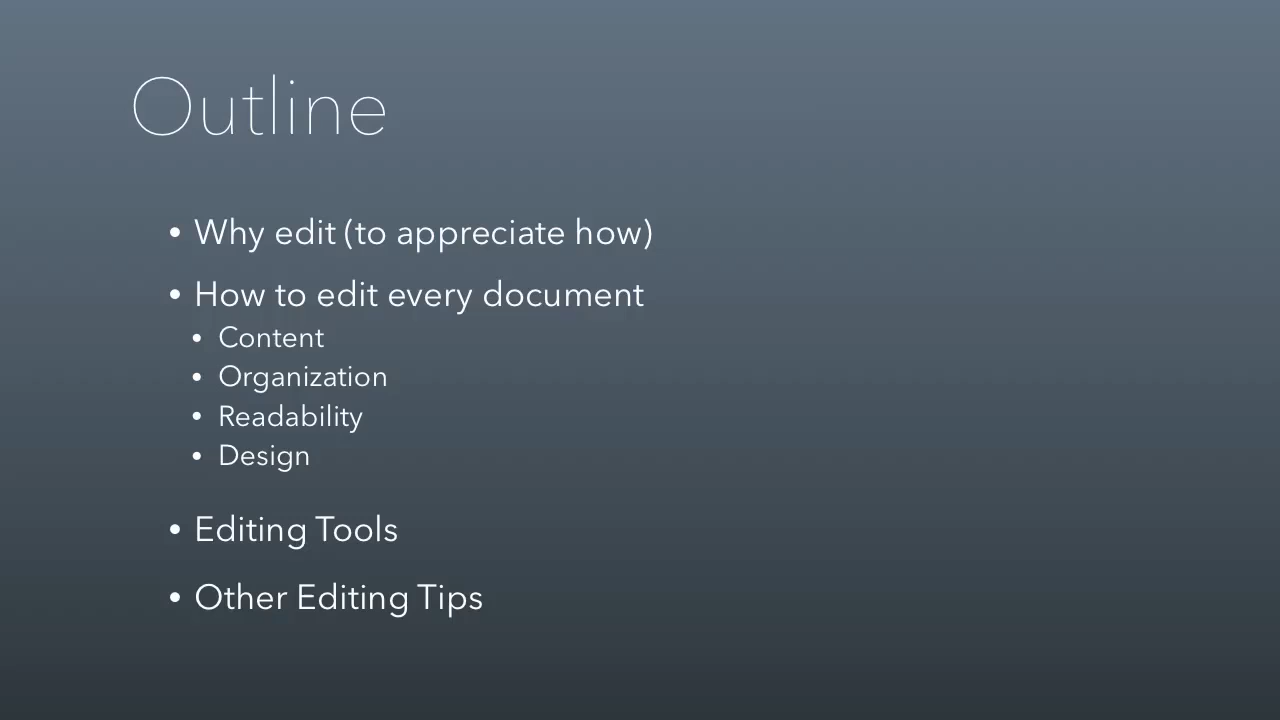 Outline
• Why edit (to appreciate how)
• How to edit every document
• Content
• Organization
• Readability
• Design
• Editing Tools
• Other Editing Tips